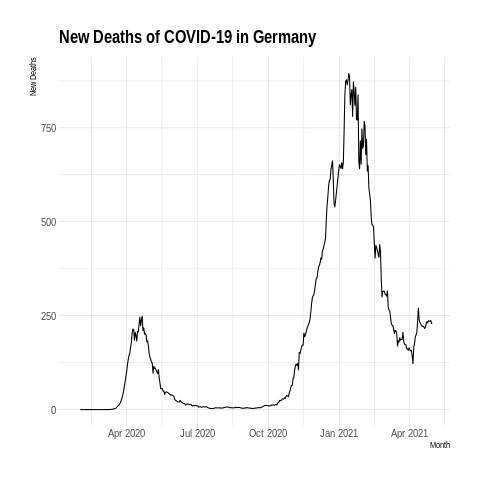 New Deaths of COVID-19 in Germany
New Deaths
750
500
250
0
Apr 2020 Jul 2020 Oct 2020 Jan 2021 Apr 2021
Month